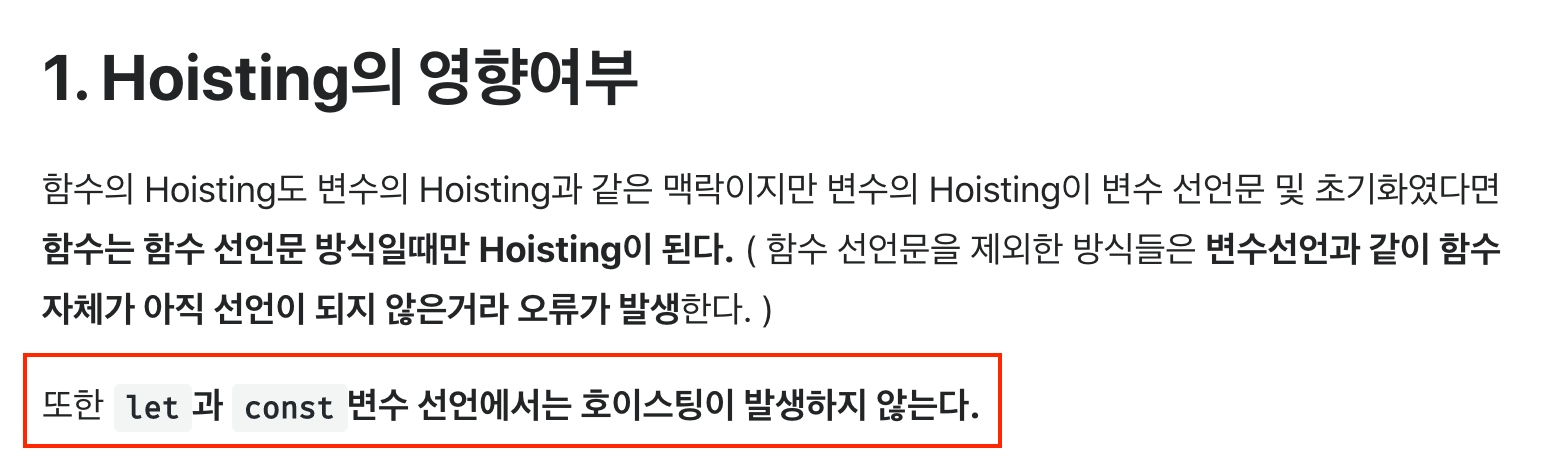 1. Hoisting의 영향여부
함수의 Hoisting도 변수의 Hoisting과 같은 맥락이지만 변수의 Hoisting이 변수 선언문 및 초기화였다면
함수는 함수 선언문 방식일때만 Hoisting이 된다. ( 함수 선언문을 제외한 방식들은 변수선언과 같이 함수
자체가 아직 선언이 되지 않은거라 오류가 발생한다. )
또한 let과 const변수 선언에서는 호이스팅이 발생하지 않는다.